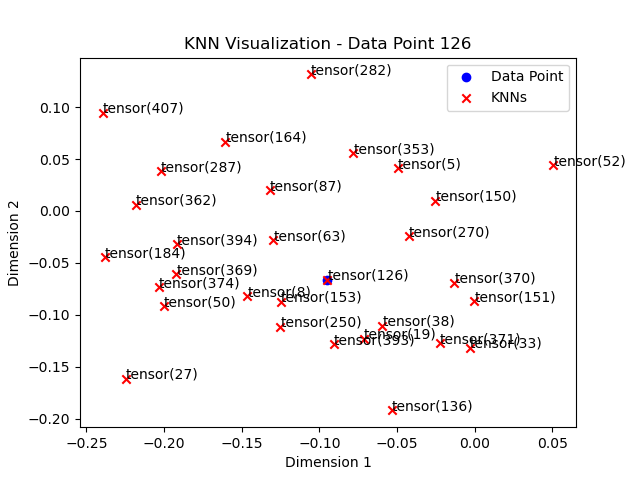 KNN Visualization - Data Point 126
Data Point
KNNs
tensor(282)
tensor(407)
tensor(164)
tensor(353)
tensor(5)
tensor(52)
tensor(287)
tensor(87)
tensor(150)
tensor(362)
tensor(63)
tensor(270)
tensor(394)
tensor(184)
tensor(369)
tensor(126)
tensor(370)
tensor(374)
tensor(8)
tensor(153)
tensor(151)
tensor(50)
tensor(250)
tensor(38)
tensor(19)
tensor(393)
tensor(371)
tensor(33)
tensor(27)
tensor(136)
0.10
0.05
0.00
−0.05
−0.10
−0.15
−0.20
Dimension 2
−0.25
−0.20
−0.15
−0.10
−0.05
0.00
0.05
Dimension 1